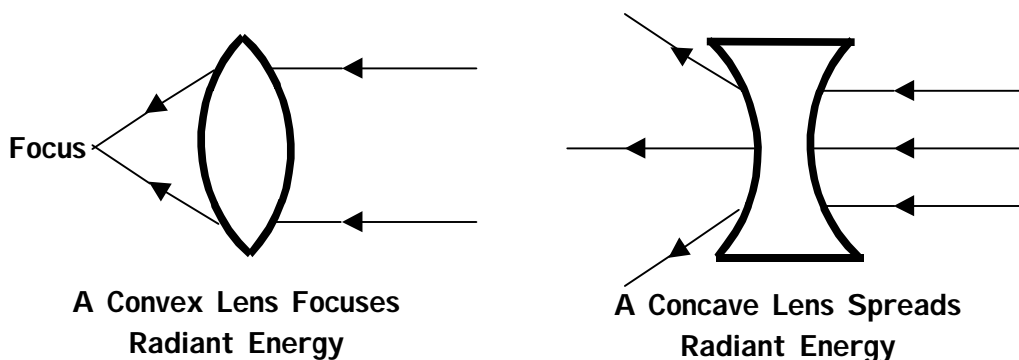 Focus
A Convex Lens Focuses
Radiant Energy
A Concave Lens Spreads
Radiant Energy